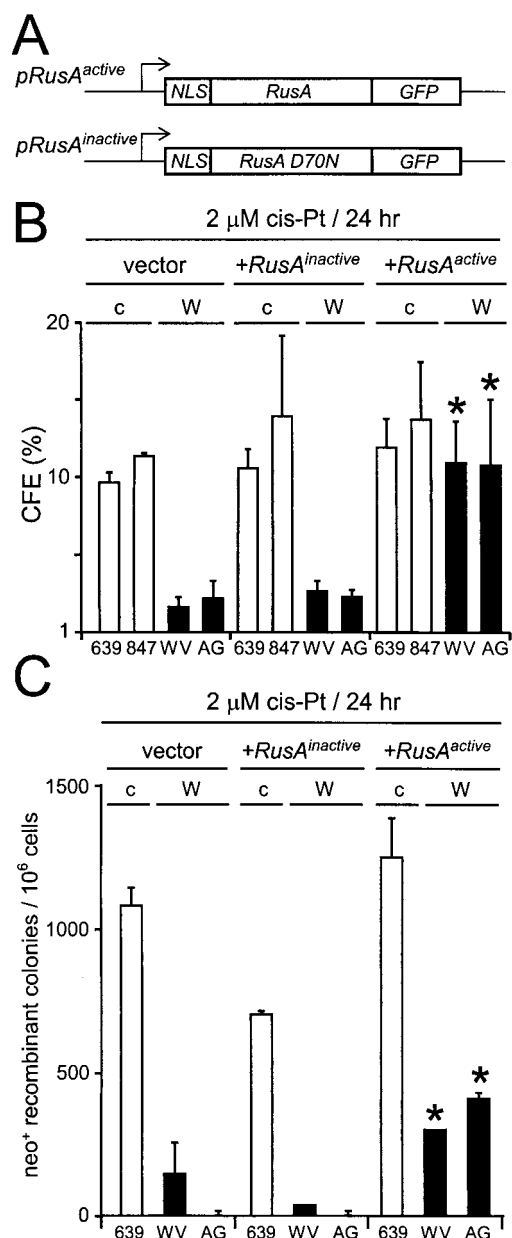 A
pRusA^active NLS RusA GFP
pRusA^inactive NLS RusA D70N GFP
B
2 µM cis-Pt / 24 hr
vector +RusA^inactive +RusA^active
c W c W c W
20
*
*
CFE (%)
10
1
639 847 WV AG 639 847 WV AG 639 847 WV AG
C
2 µM cis-Pt / 24 hr
vector +RusA^inactive +RusA^active
c W c W c W
1500
neo⁺ recombinant colonies / 10⁶ cells
1000
500
*
*
0
639 WV AG 639 WV AG 639 WV AG